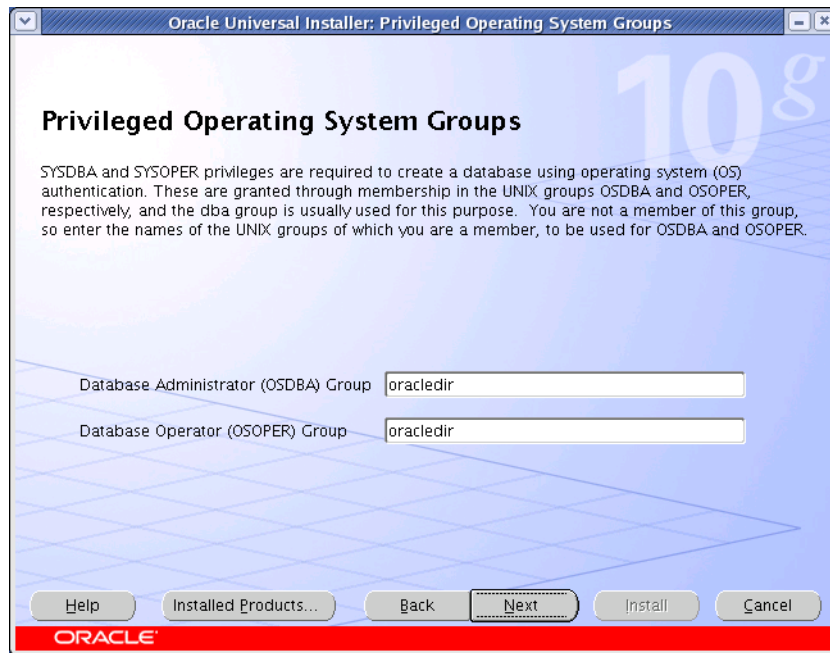 Oracle Universal Installer: Privileged Operating System Groups
10g
Privileged Operating System Groups
SYSDBA and SYSOPER privileges are required to create a database using operating system (OS)
authentication. These are granted through membership in the UNIX groups OSDBA and OSOPER,
respectively, and the dba group is usually used for this purpose. You are not a member of this group,
so enter the names of the UNIX groups of which you are a member, to be used for OSDBA and OSOPER.
Database Administrator (OSDBA) Group oracledir
Database Operator (OSOPER) Group oracledir
Help Installed Products... Back Next Install Cancel
ORACLE